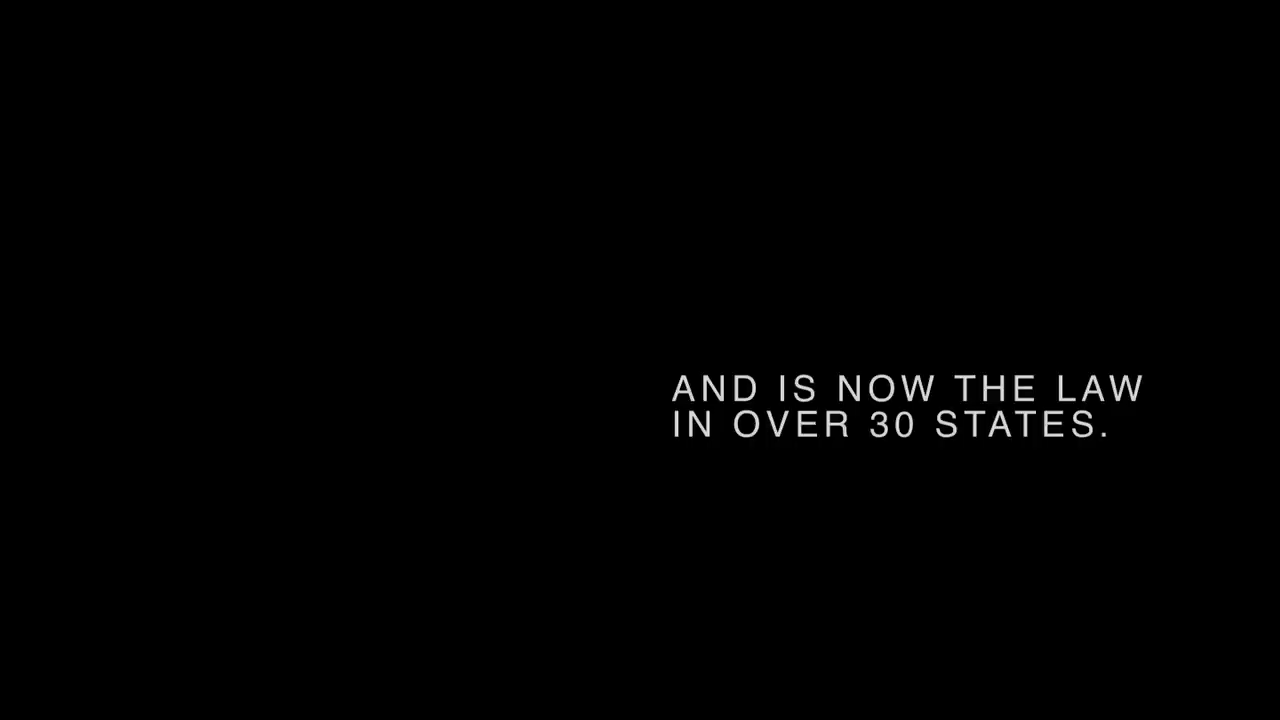 AND IS NOW THE LAW
IN OVER 30 STATES.